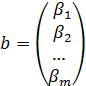 b = (
β₁
β₂
...
βₘ
)